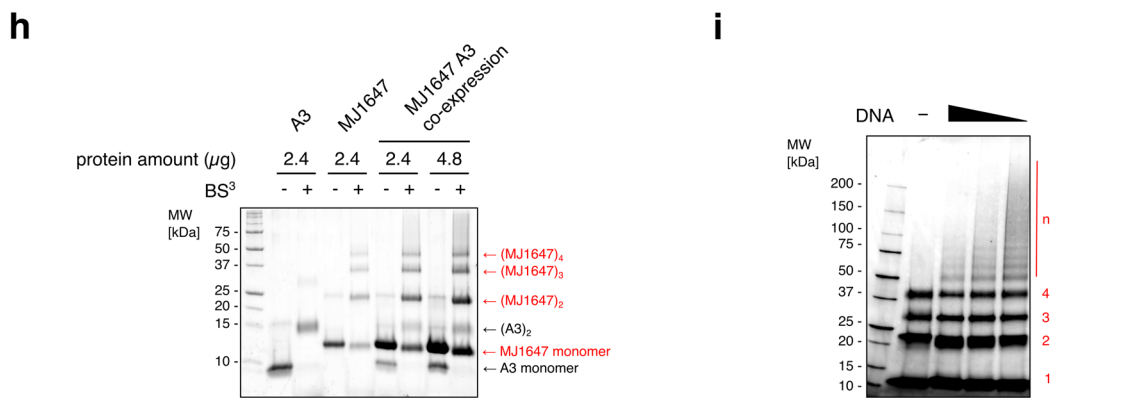 h
A3
MJ1647
MJ1647 A3
co-expression
protein amount (µg)
2.4
2.4
2.4
4.8
BS³
- + - + - + - +
MW
[kDa]
75 -
50 -
37 -
25 -
20 -
15 -
10 -
← (MJ1647)₄
← (MJ1647)₃
← (MJ1647)₂
← (A3)₂
← MJ1647 monomer
← A3 monomer
i
DNA –
MW
[kDa]
200 -
150 -
100 -
75 -
50 -
37 -
25 -
20 -
15 -
10 -
n
4
3
2
1